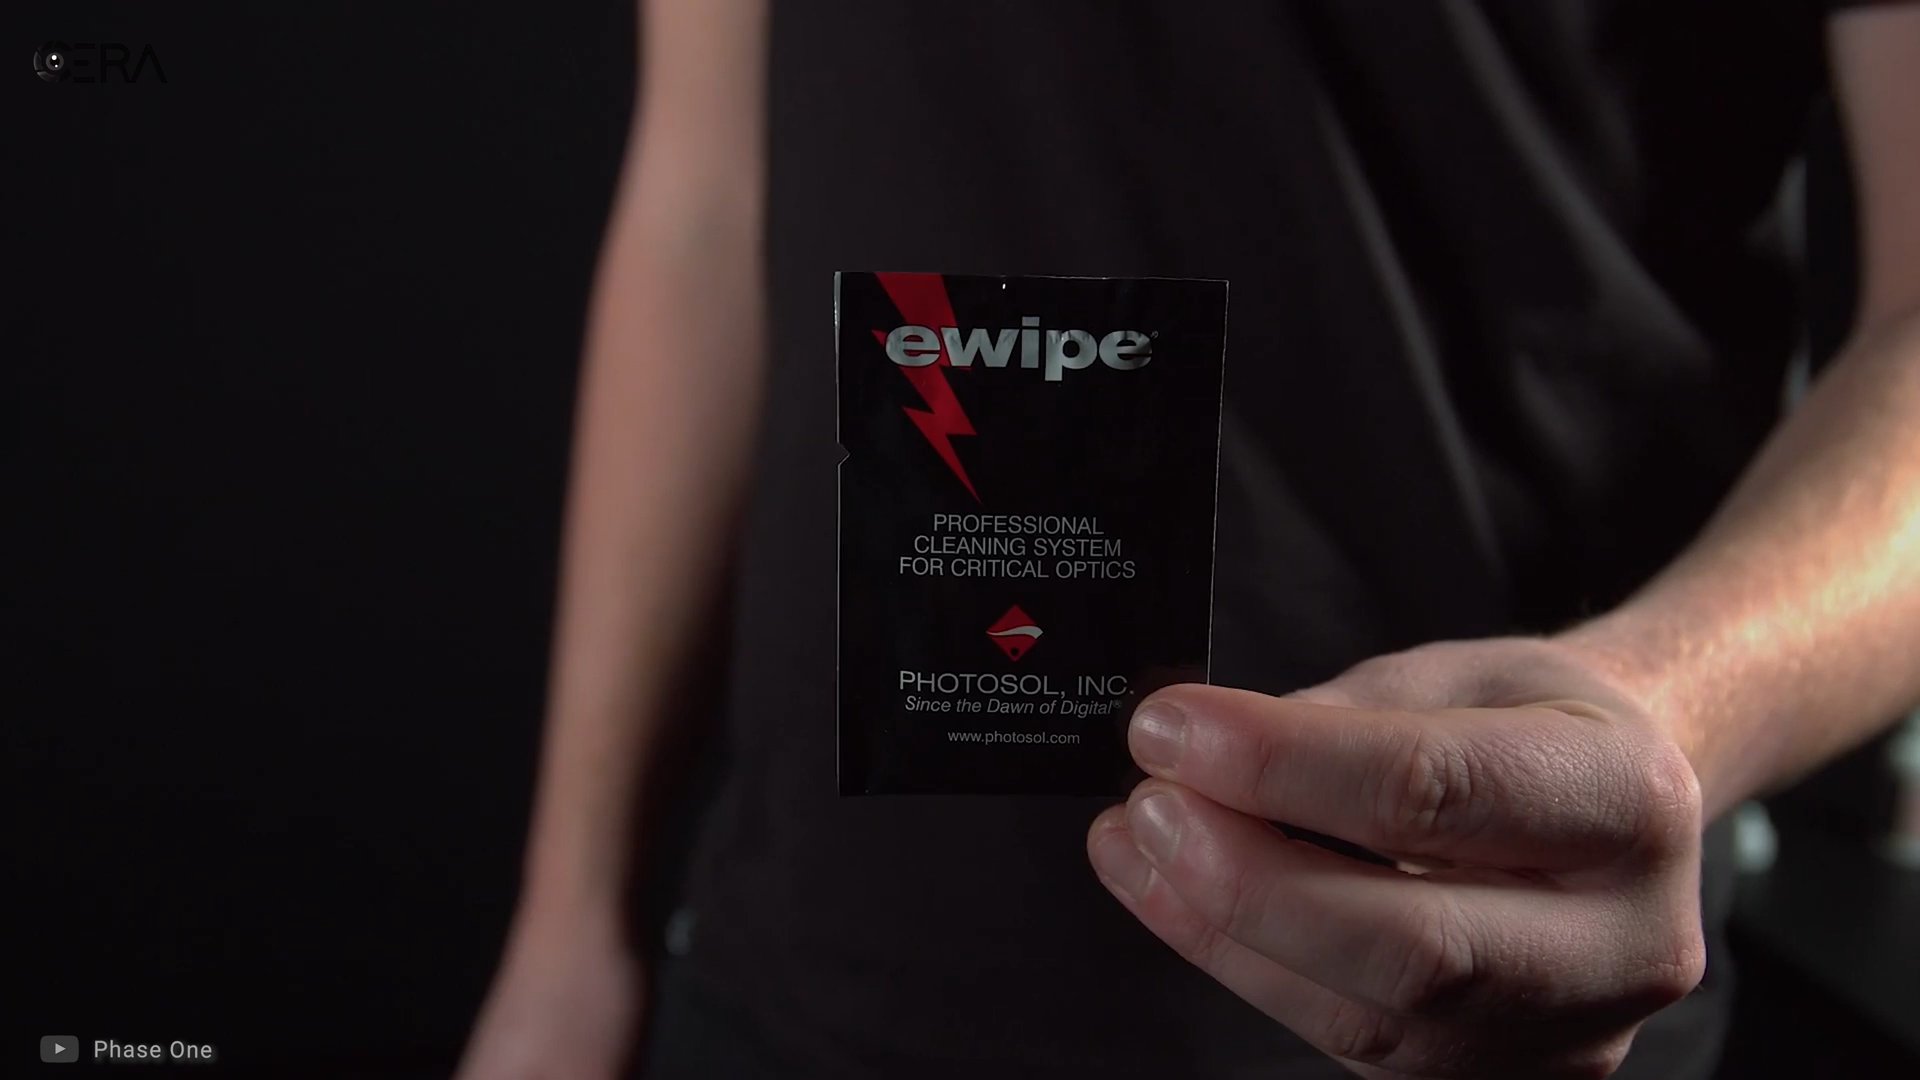 CERA
ewipe®
PROFESSIONAL
CLEANING SYSTEM
FOR CRITICAL OPTICS
PHOTOSOL, INC.
Since the Dawn of Digital®
www.photosol.com
Phase One